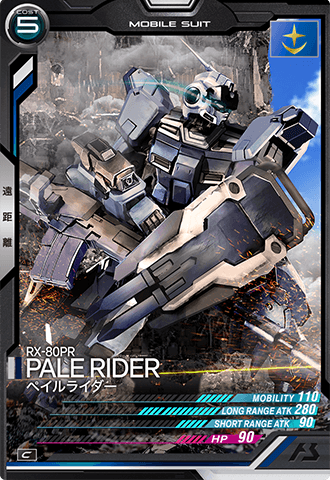 COST
5
MOBILE SUIT
遠距離
RX-80PR
PALE RIDER
ペイルライダー
MOBILITY 110
LONG RANGE ATK 280
SHORT RANGE ATK 90
HP 90
C